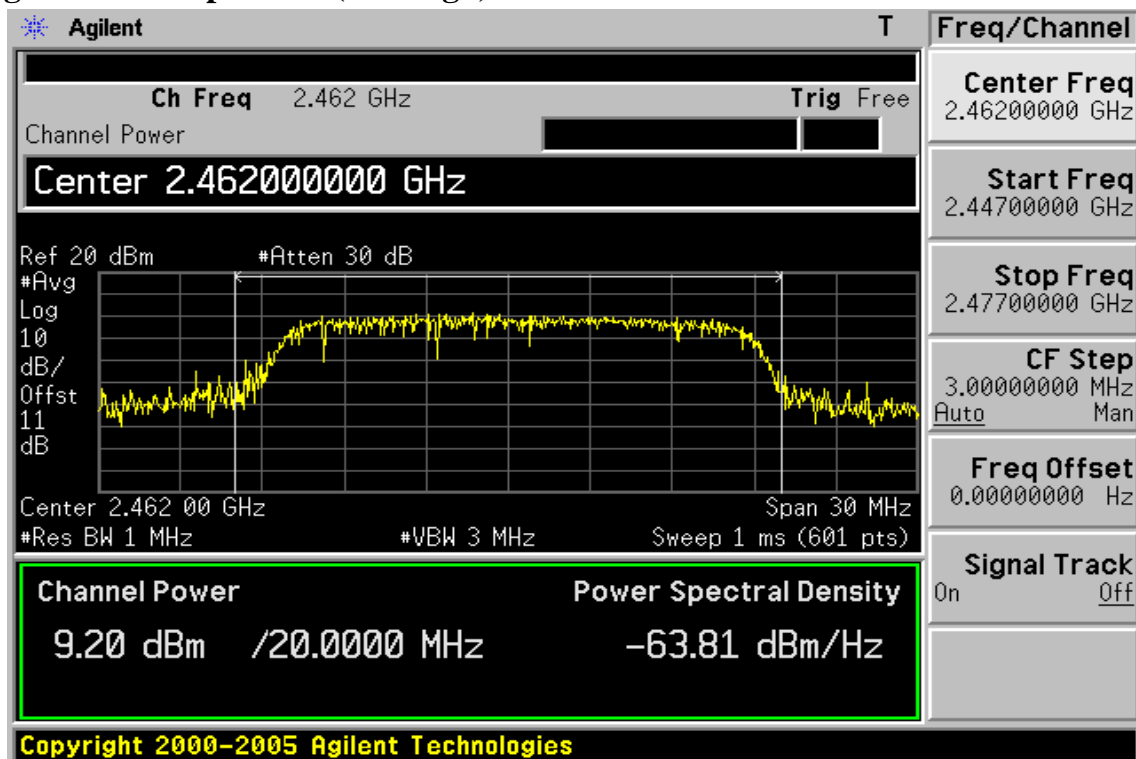 Agilent T
Ch Freq 2.462 GHz Trig Free
Channel Power
Center 2.462000000 GHz
Ref 20 dBm #Atten 30 dB
#Avg
Log
10
dB/
Offst
11
dB
Center 2.462 00 GHz Span 30 MHz
#Res BW 1 MHz #VBW 3 MHz Sweep 1 ms (601 pts)
Channel Power Power Spectral Density
9.20 dBm /20.0000 MHz -63.81 dBm/Hz
Copyright 2000-2005 Agilent Technologies
Freq/Channel
Center Freq
2.46200000 GHz
Start Freq
2.44700000 GHz
Stop Freq
2.47700000 GHz
CF Step
3.00000000 MHz
Auto Man
Freq Offset
0.00000000 Hz
Signal Track
On Off